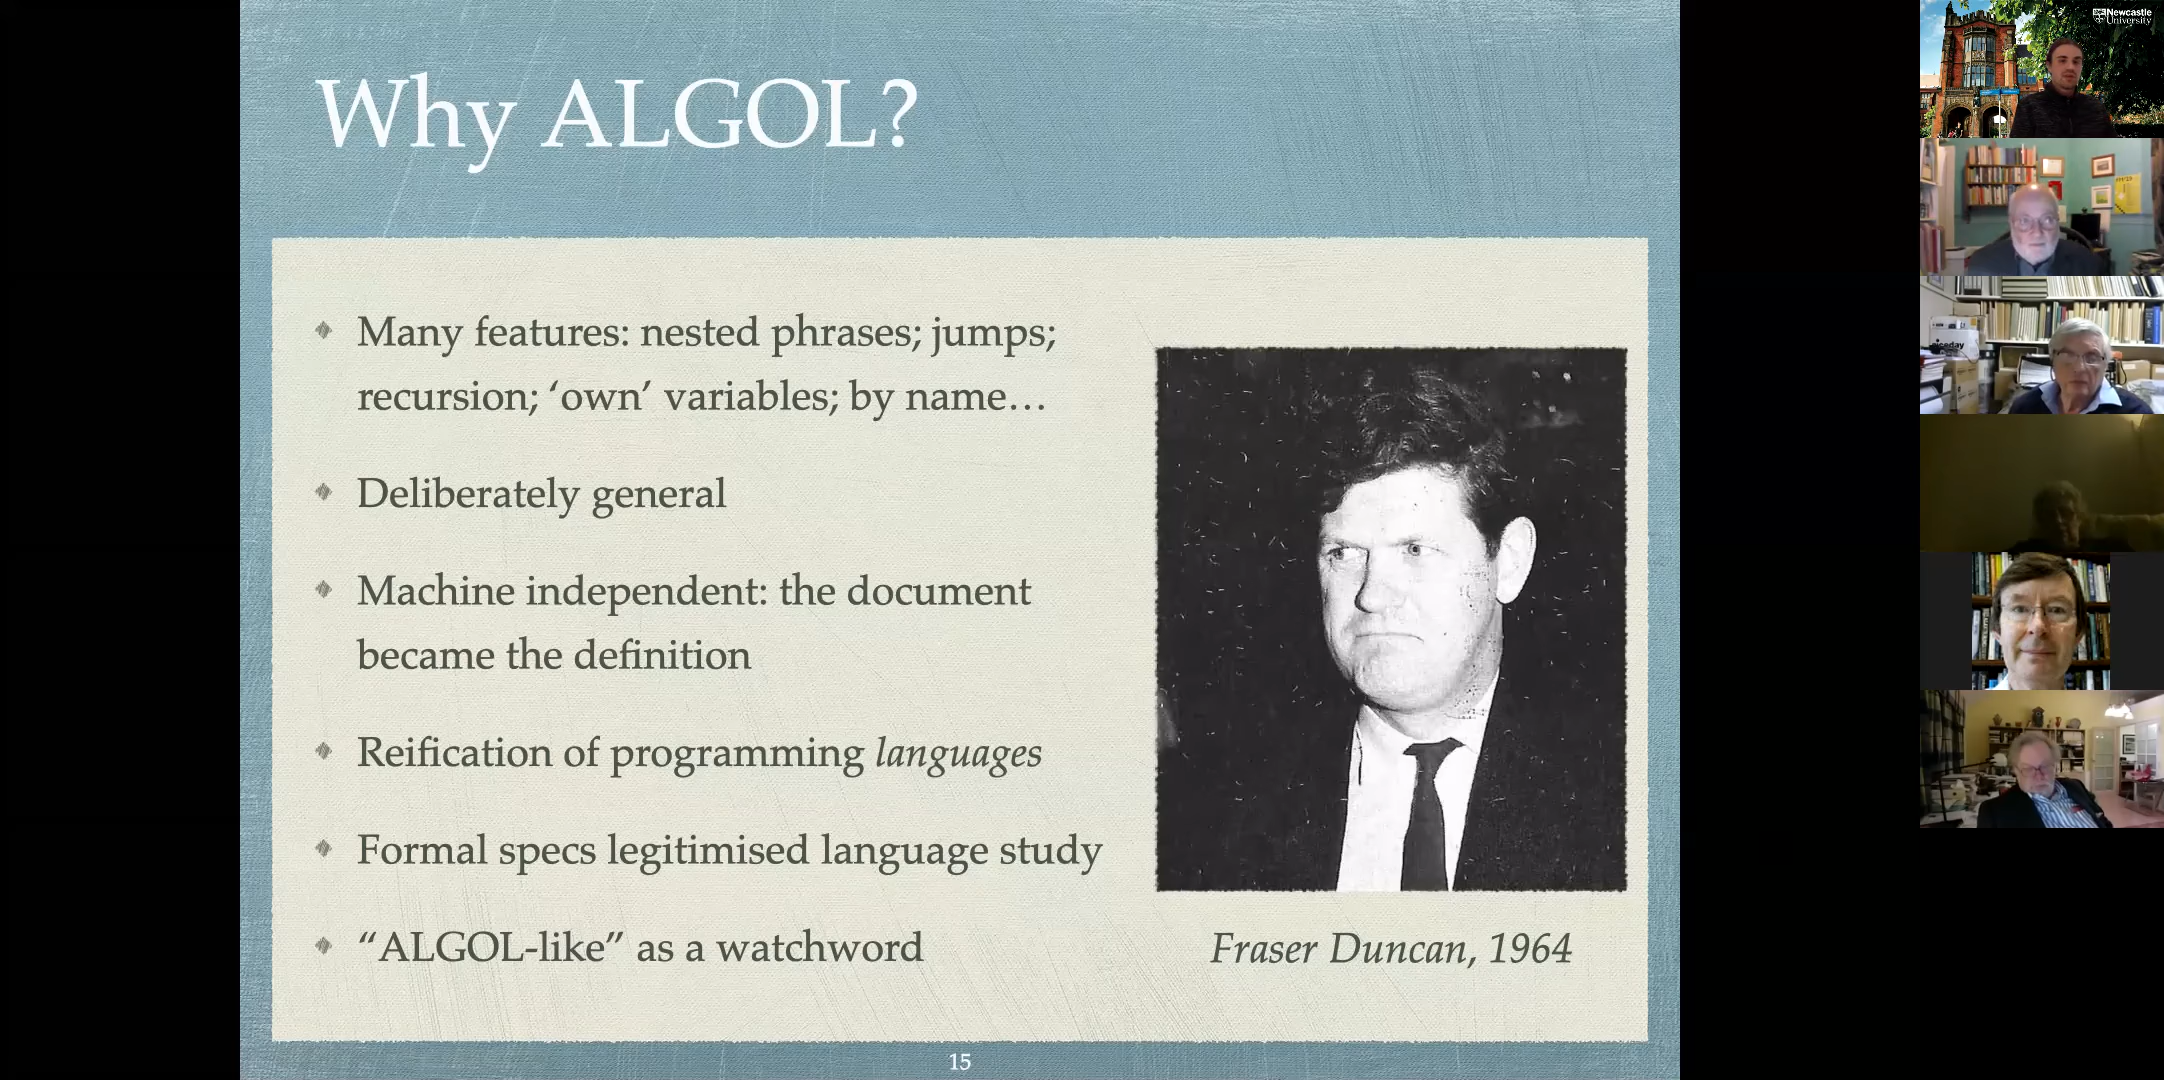 Why ALGOL?
Many features: nested phrases; jumps;
recursion; ‘own’ variables; by name…
Deliberately general
Machine independent: the document
became the definition
Reification of programming languages
Formal specs legitimised language study
“ALGOL-like” as a watchword
Fraser Duncan, 1964
15
Newcastle
University
niceday